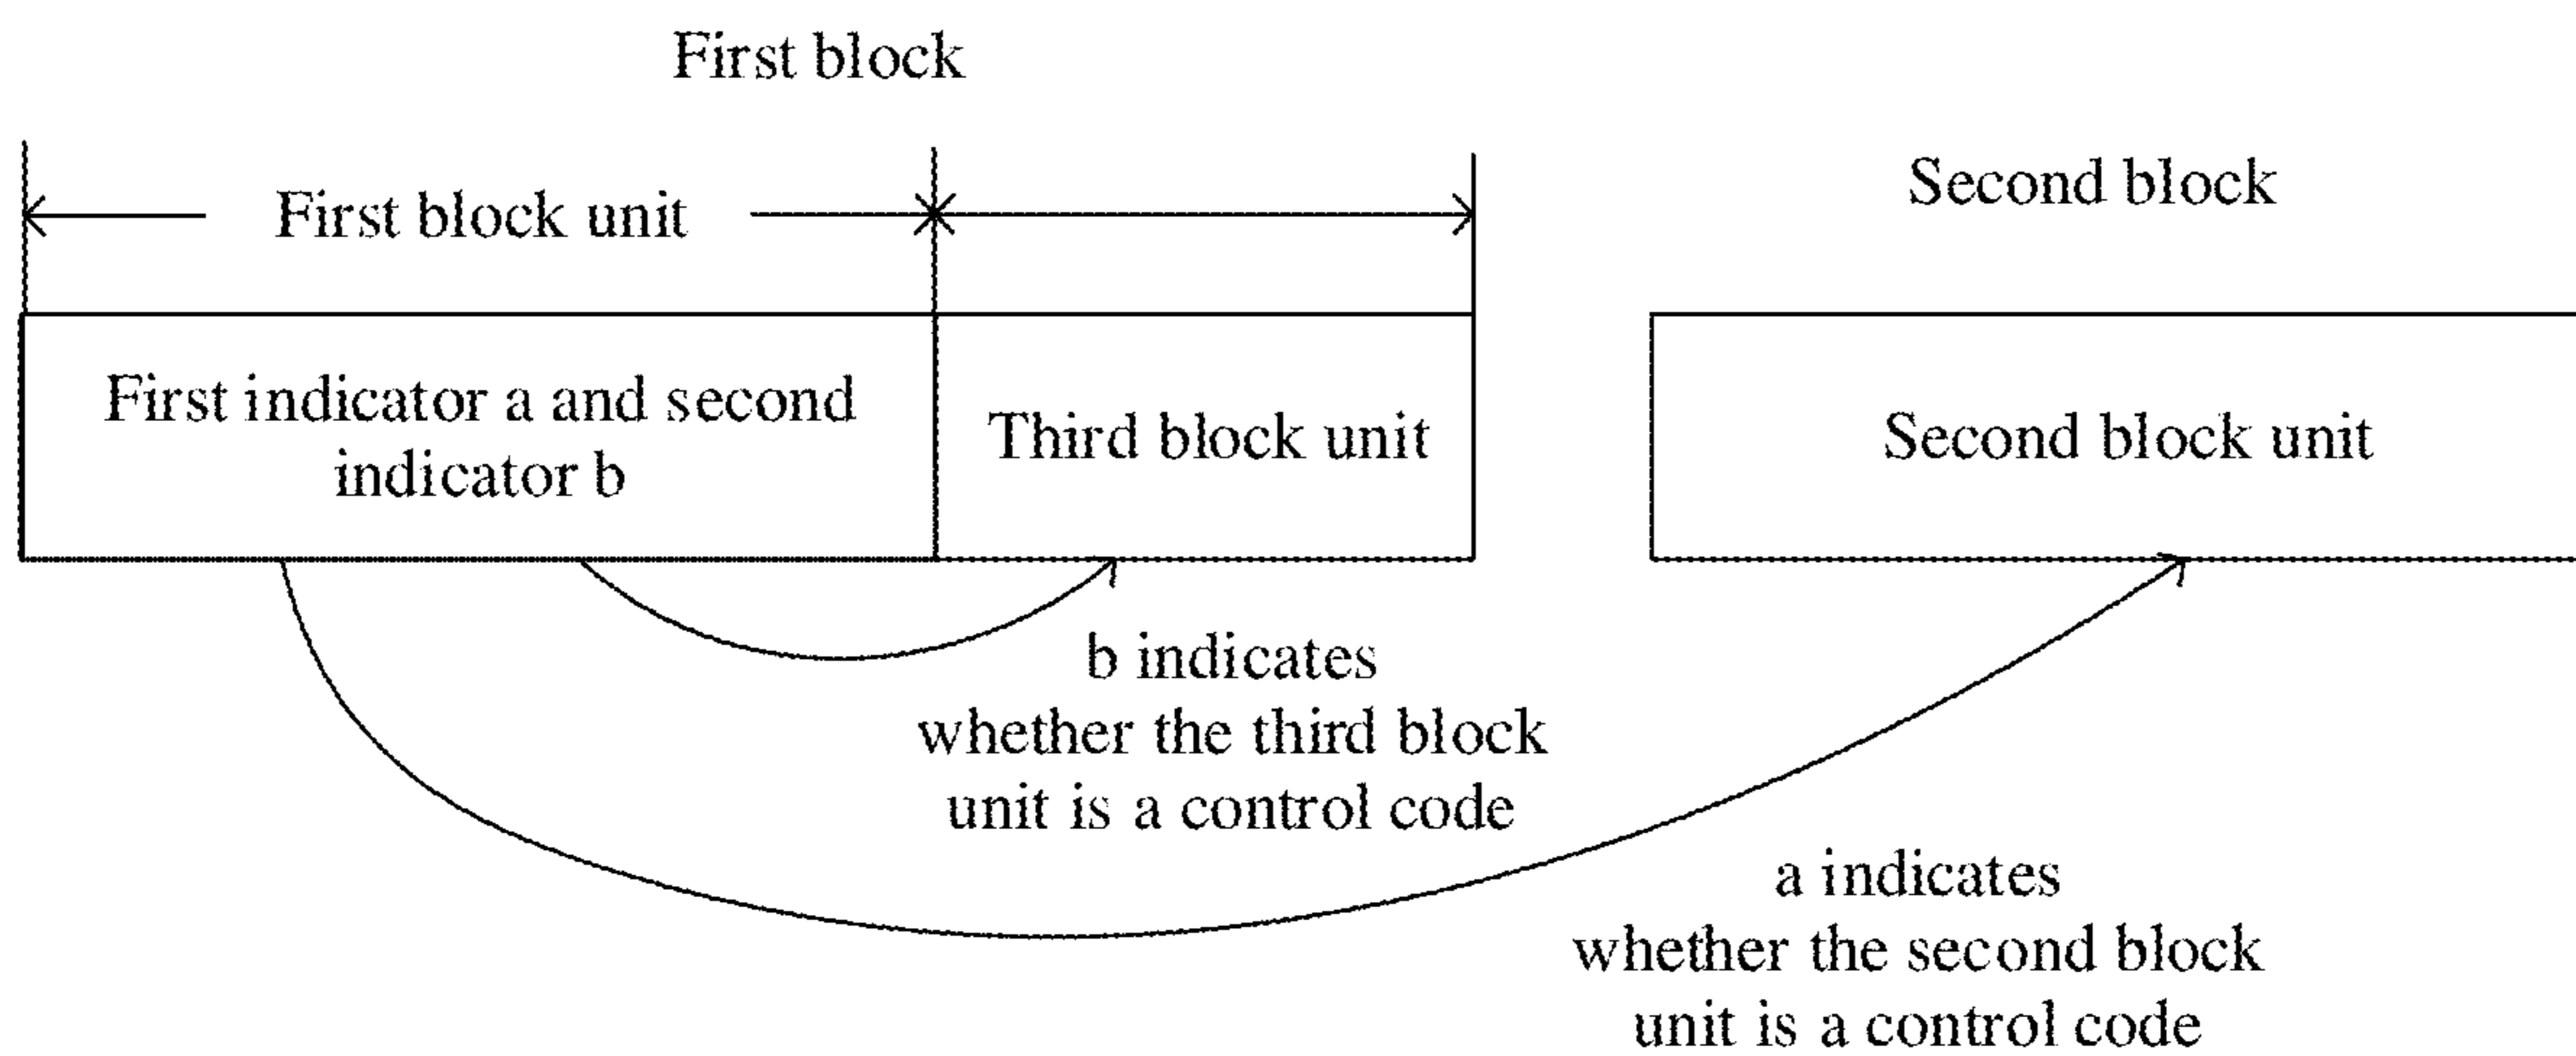 First block
First block unit
Second block
First indicator a and second
indicator b
Third block unit
Second block unit
b indicates
whether the third block
unit is a control code
a indicates
whether the second block
unit is a control code